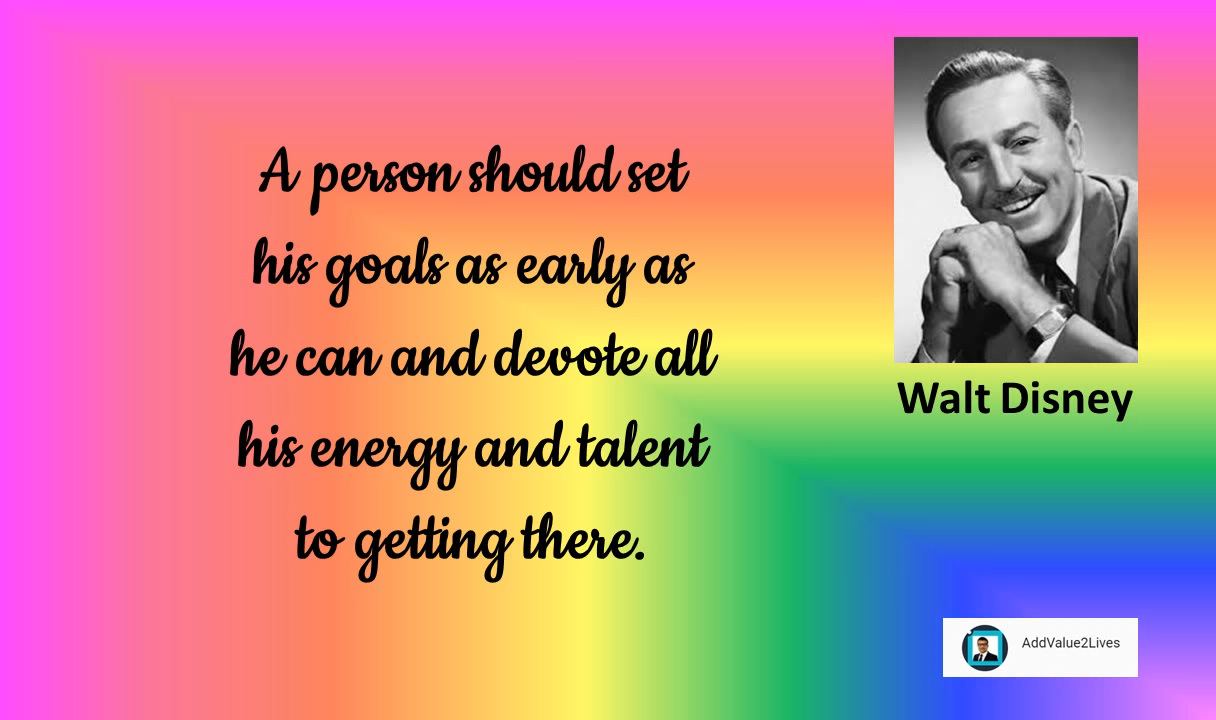 A person should set
his goals as early as
he can and devote all
his energy and talent
to getting there.
Walt Disney
AddValue2Lives